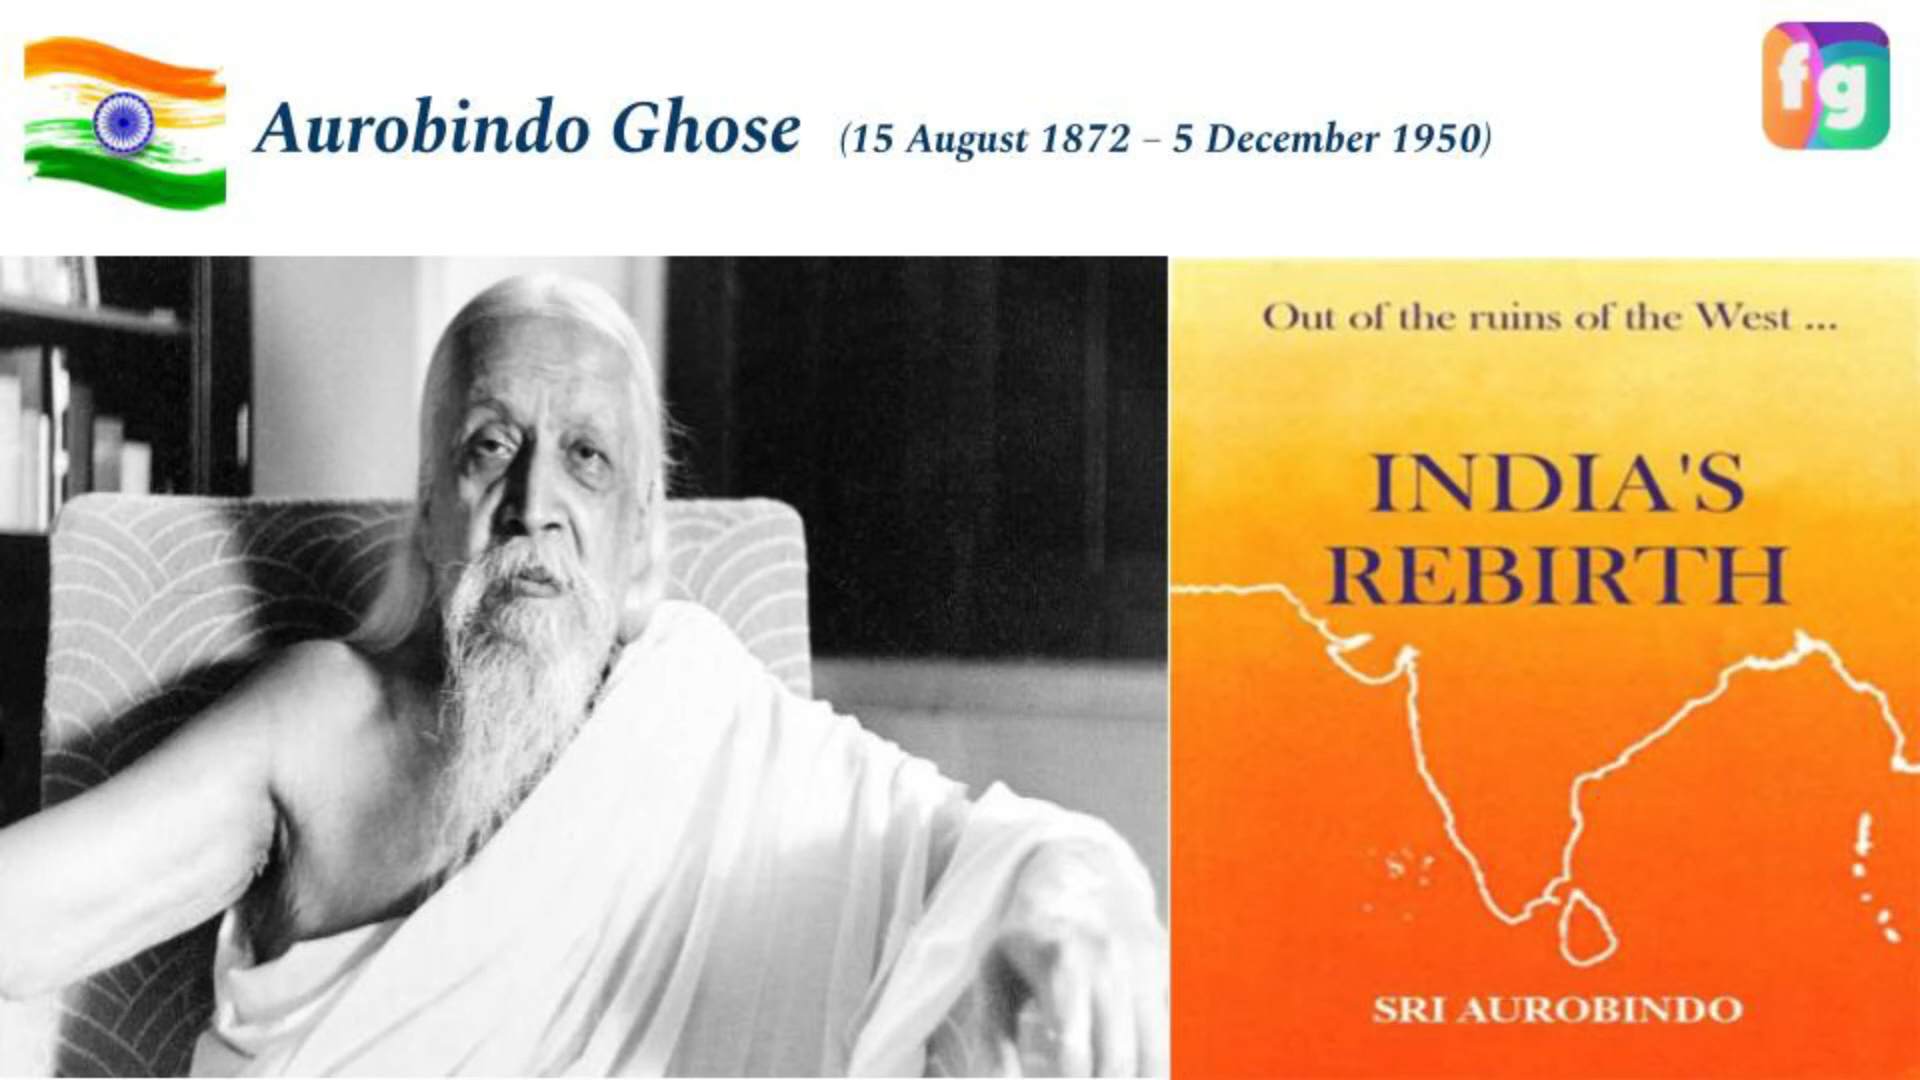 Aurobindo Ghose (15 August 1872 – 5 December 1950)
fg
Out of the ruins of the West ...
INDIA'S
REBIRTH
SRI AUROBINDO